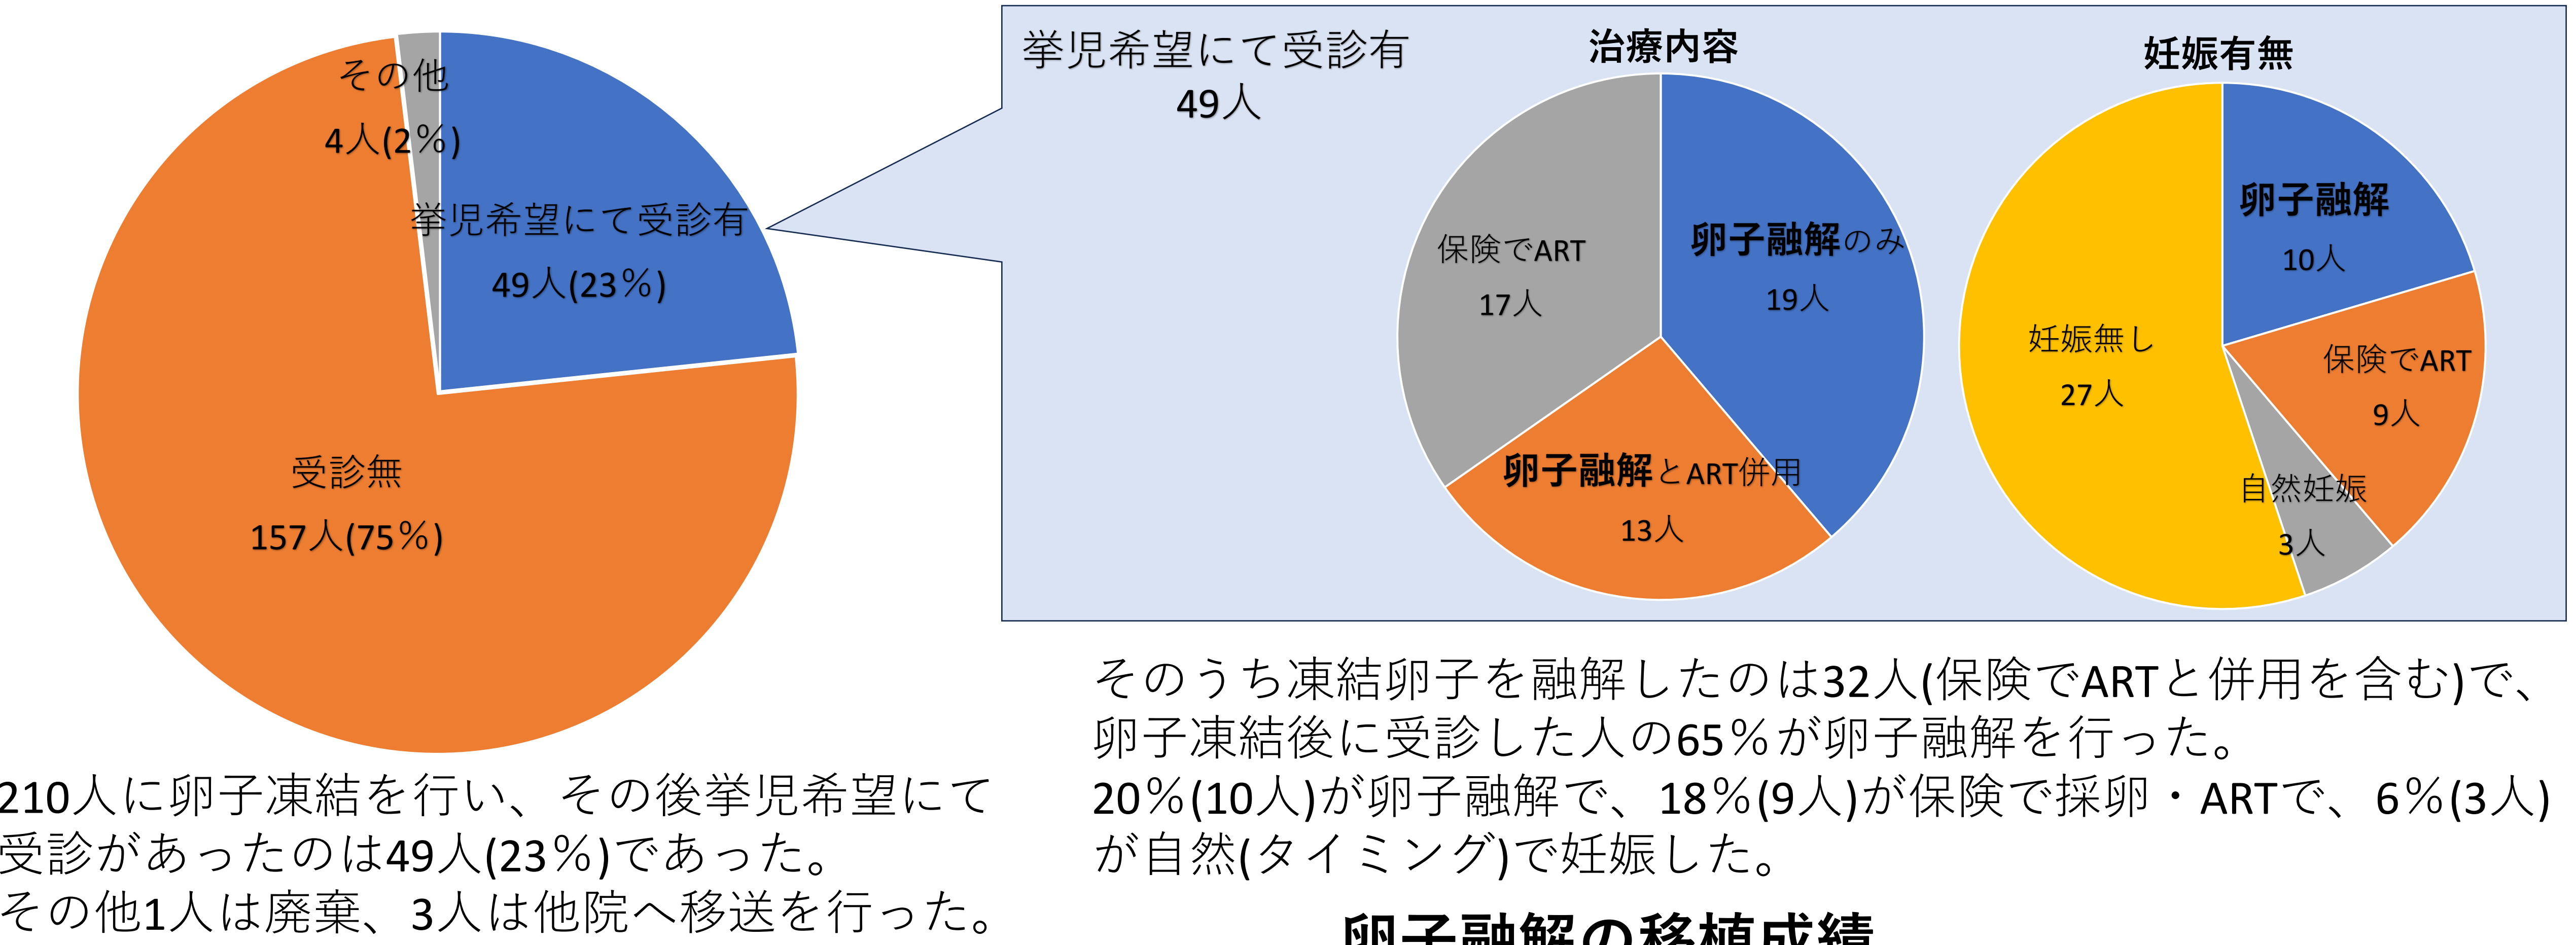 その他
4人(2%)
挙児希望にて受診有
49人(23%)
受診無
157人(75%)
挙児希望にて受診有
49人
治療内容
保険でART
17人
卵子融解のみ
19人
卵子融解とART併用
13人
妊娠有無
卵子融解
10人
妊娠無し
27人
保険でART
9人
自然妊娠
3人
210人に卵子凍結を行い、その後挙児希望にて
受診があったのは49人(23%)であった。
その他1人は廃棄、3人は他院へ移送を行った。
そのうち凍結卵子を融解したのは32人(保険でARTと併用を含む)で、
卵子凍結後に受診した人の65%が卵子融解を行った。
20%(10人)が卵子融解で、18%(9人)が保険で採卵・ARTで、6%(3人)
が自然(タイミング)で妊娠した。
卵子融解の移植成績